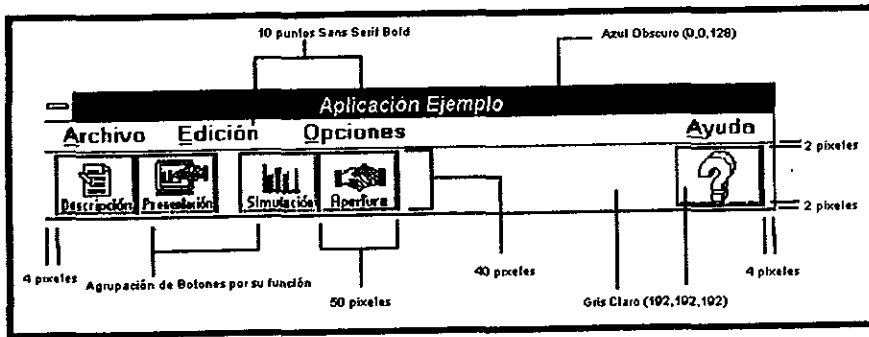 10 puntos Sans Serif Bold
Azul Obscuro (0,0,128)
Aplicación Ejemplo
Archivo Edición Opciones Ayuda
2 pixeles
Descripción Presentación Simulación Apertura
2 pixeles
4 pixeles
Agrupación de Botones por su función
50 pixeles
40 pixeles
Gris Claro (192,192,192)
4 pixeles